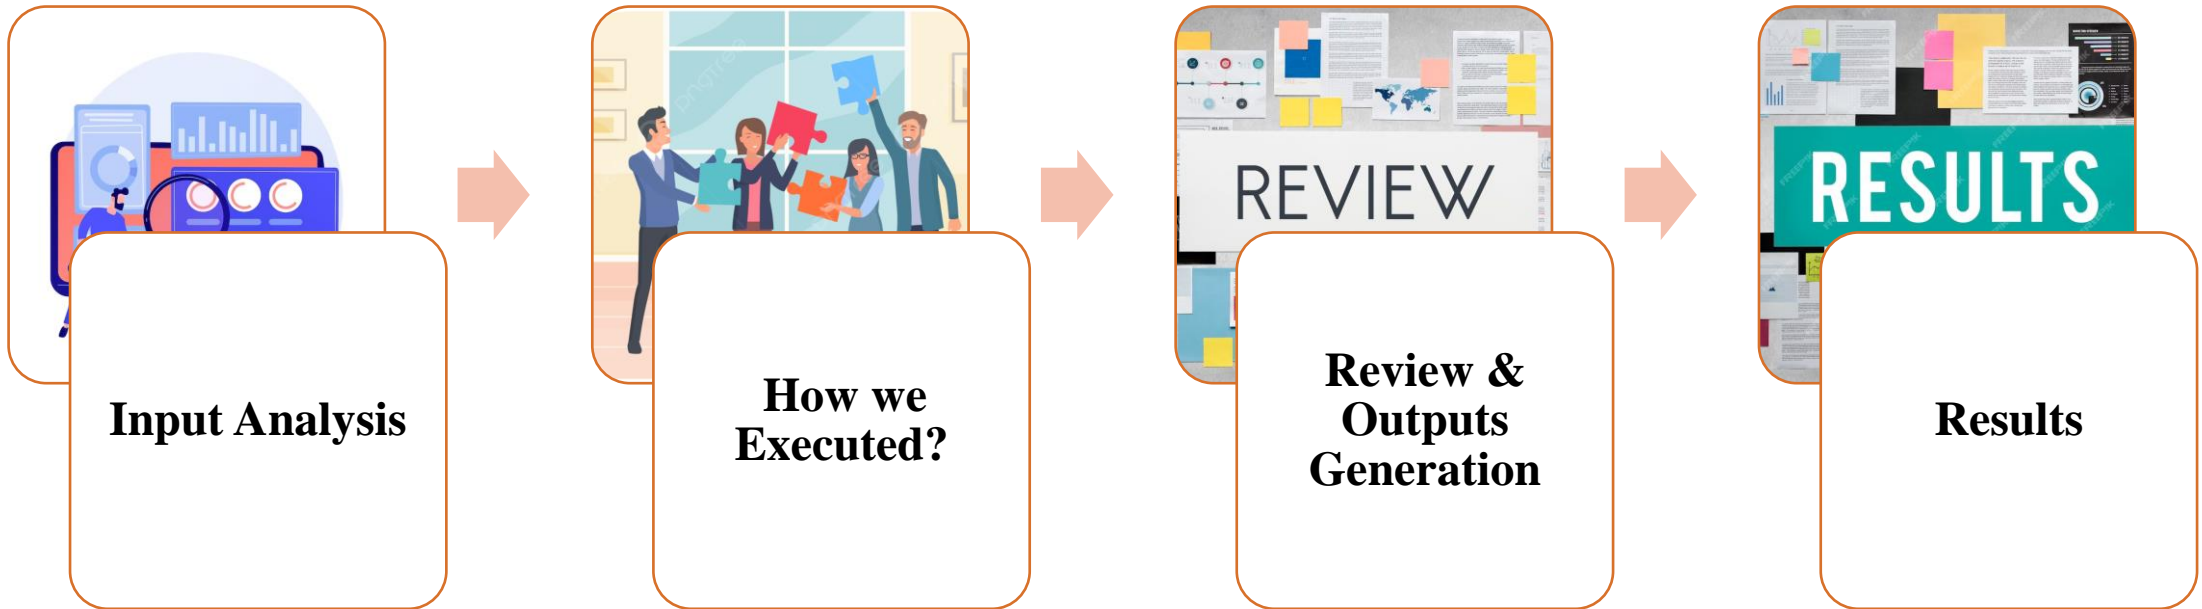 REVIEW
RESULTS
Input Analysis
How we
Executed?
Review &
Outputs
Generation
Results